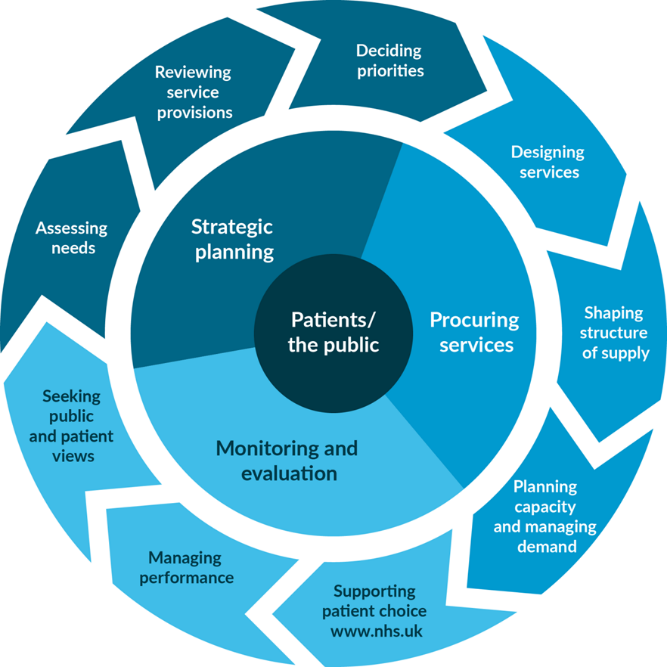 Deciding
priorities
Reviewing
service
provisions
Designing
services
Assessing
needs
Strategic
planning
Patients/
the public
Procuring
services
Shaping
structure
of supply
Seeking
public
and patient
views
Monitoring and
evaluation
Planning
capacity
and managing
demand
Managing
performance
Supporting
patient choice
www.nhs.uk